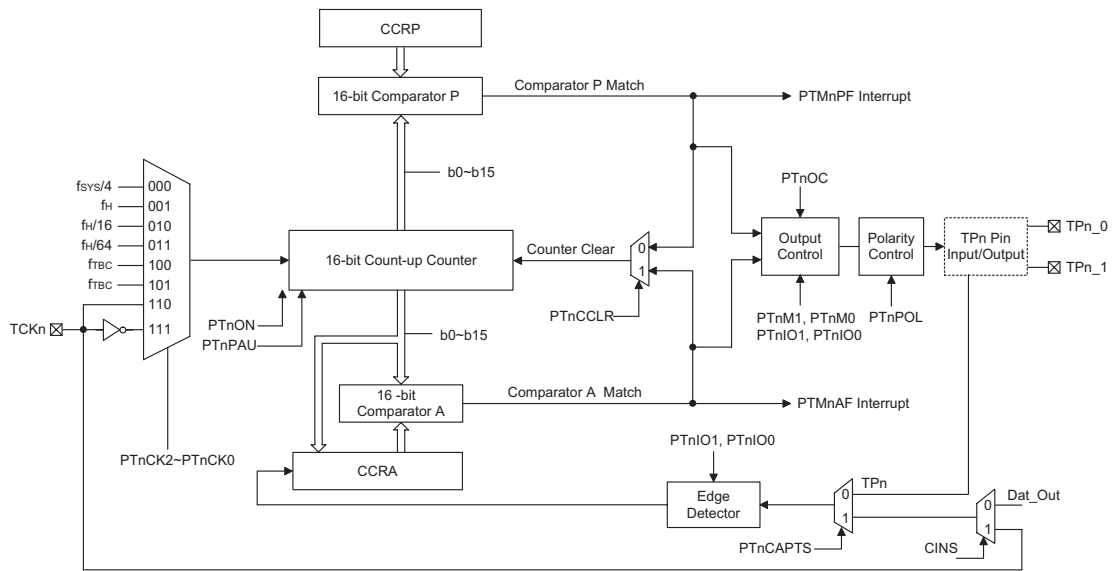 CCRP
16-bit Comparator P
Comparator P Match
PTMnPF Interrupt
b0~b15
fSYS/4
000
fH
001
fH/16
010
fH/64
011
fTBC
100
fTBC
101
110
TCKn
111
PTnCK2~PTnCK0
16-bit Count-up Counter
PTnON
PTnPAU
Counter Clear
0
1
PTnCCLR
PTnOC
Output
Control
PTnM1, PTnM0
PTnIO1, PTnIO0
Polarity
Control
PTnPOL
TPn Pin
Input/Output
TPn_0
TPn_1
b0~b15
16 -bit
Comparator A
Comparator A Match
PTMnAF Interrupt
CCRA
PTnIO1, PTnIO0
Edge
Detector
TPn
0
1
PTnCAPTS
Dat_Out
0
1
CINS